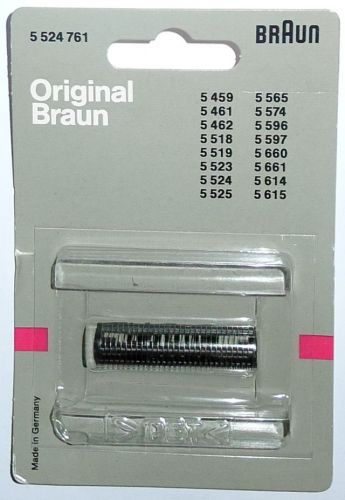 5 524 761
BRAUN
Original
Braun
5 459 5 565
5 461 5 574
5 462 5 596
5 518 5 597
5 519 5 660
5 523 5 661
5 524 5 614
5 525 5 615
Made in Germany